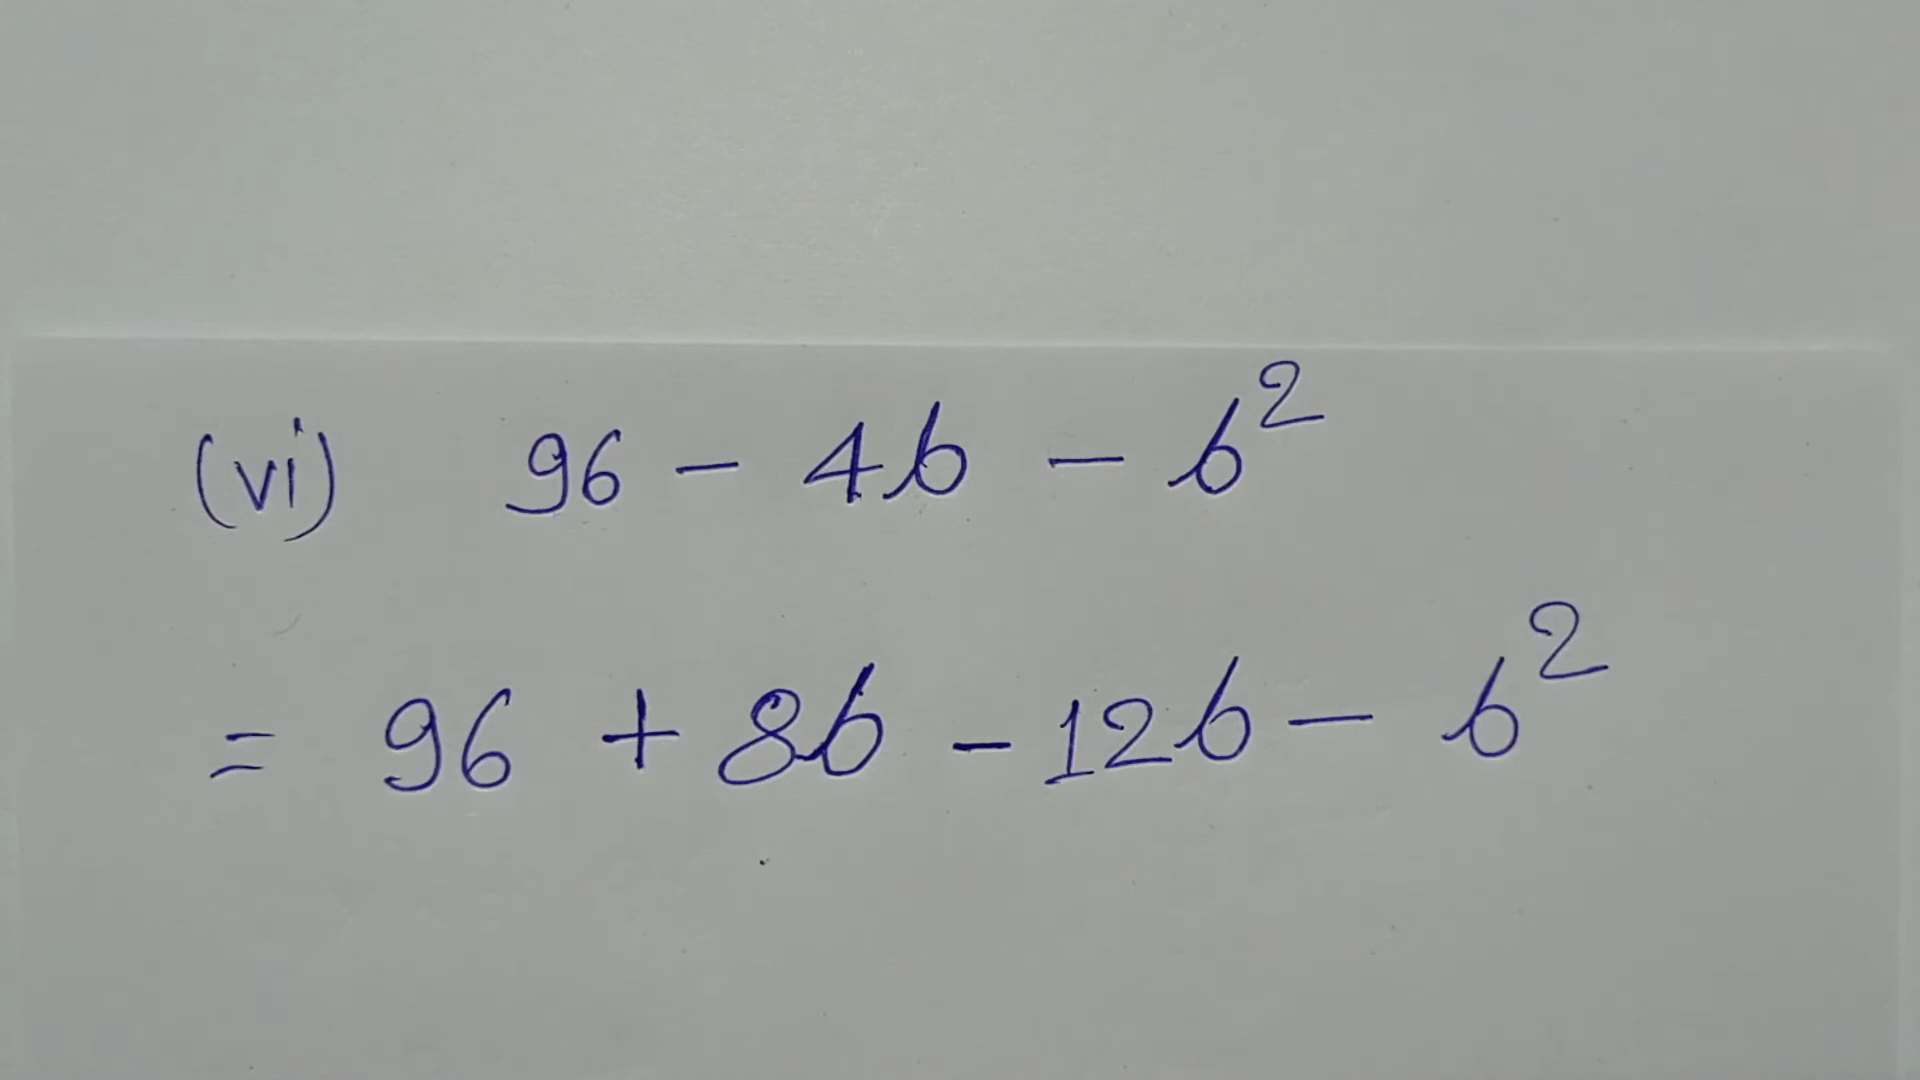 (vi) 96 - 4b - b²
= 96 + 8b - 12b - b²